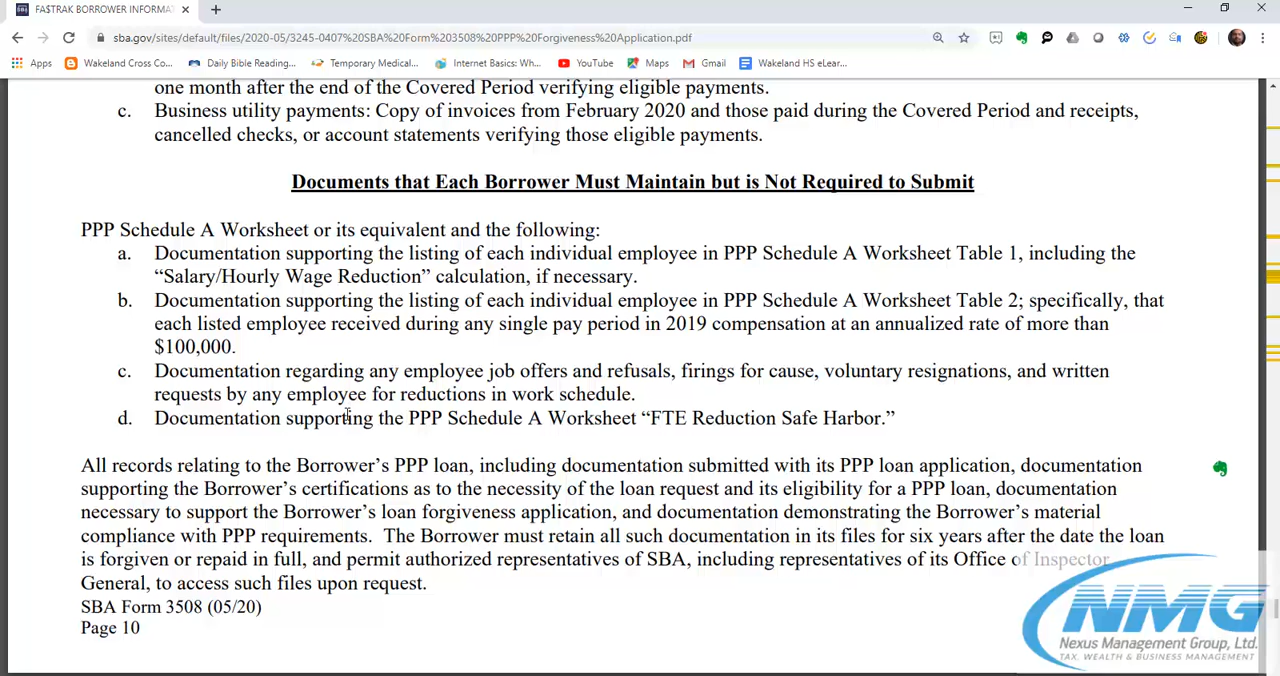 FA$TRAK BORROWER INFORMA
sba.gov/sites/default/files/2020-05/3245-0407%20SBA%20Form%203508%20PPP%20Forgiveness%20Application.pdf
Apps Wakeland Cross Co... Daily Bible Reading... Temporary Medical... Internet Basics: Wh... YouTube Maps Gmail Wakeland HS eLear...
one month after the end of the Covered Period verifying eligible payments.
c. Business utility payments: Copy of invoices from February 2020 and those paid during the Covered Period and receipts,
cancelled checks, or account statements verifying those eligible payments.
Documents that Each Borrower Must Maintain but is Not Required to Submit
PPP Schedule A Worksheet or its equivalent and the following:
a. Documentation supporting the listing of each individual employee in PPP Schedule A Worksheet Table 1, including the
“Salary/Hourly Wage Reduction” calculation, if necessary.
b. Documentation supporting the listing of each individual employee in PPP Schedule A Worksheet Table 2; specifically, that
each listed employee received during any single pay period in 2019 compensation at an annualized rate of more than
$100,000.
c. Documentation regarding any employee job offers and refusals, firings for cause, voluntary resignations, and written
requests by any employee for reductions in work schedule.
d. Documentation supporting the PPP Schedule A Worksheet “FTE Reduction Safe Harbor.”
All records relating to the Borrower’s PPP loan, including documentation submitted with its PPP loan application, documentation
supporting the Borrower’s certifications as to the necessity of the loan request and its eligibility for a PPP loan, documentation
necessary to support the Borrower’s loan forgiveness application, and documentation demonstrating the Borrower’s material
compliance with PPP requirements. The Borrower must retain all such documentation in its files for six years after the date the loan
is forgiven or repaid in full, and permit authorized representatives of SBA, including representatives of its Office of Inspector
General, to access such files upon request.
SBA Form 3508 (05/20)
Page 10
NMG
Nexus Management Group, Ltd.
TAX, WEALTH & BUSINESS MANAGEMENT